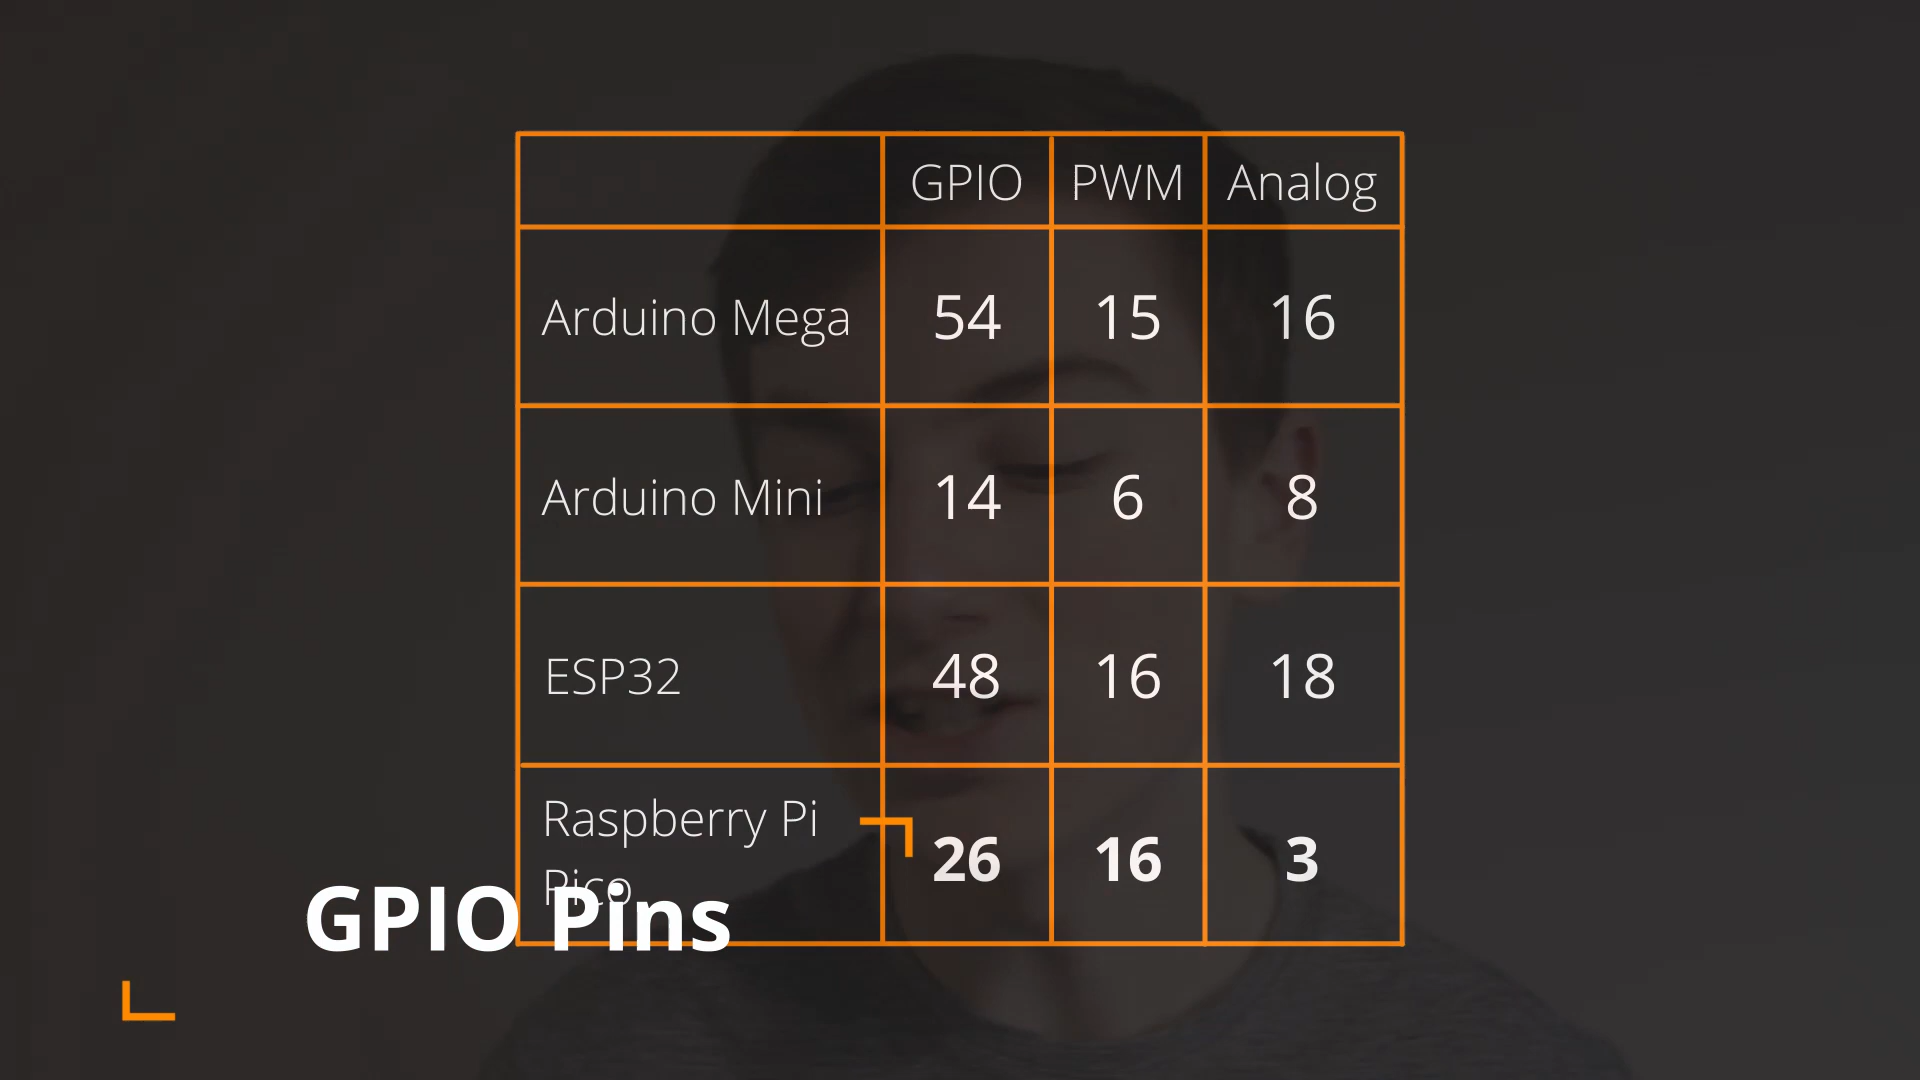 GPIO PWM Analog
Arduino Mega 54 15 16
Arduino Mini 14 6 8
ESP32 48 16 18
Raspberry Pi
Pico 26 16 3
GPIO Pins